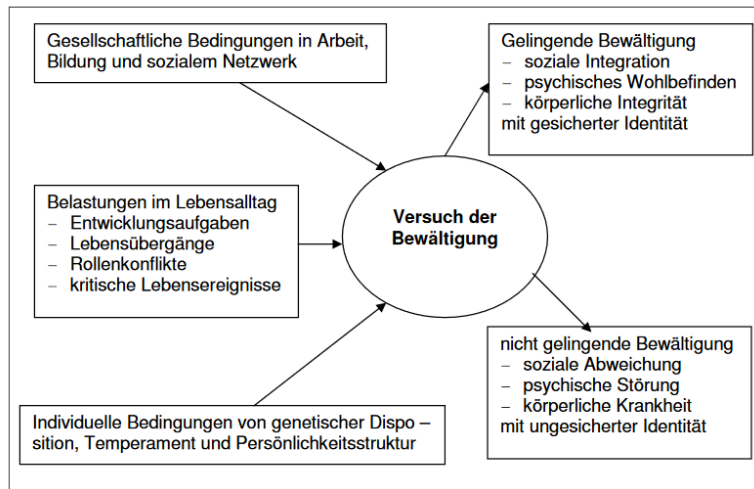 Gesellschaftliche Bedingungen in Arbeit,
Bildung und sozialem Netzwerk
Gelingende Bewältigung
– soziale Integration
– psychisches Wohlbefinden
– körperliche Integrität
mit gesicherter Identität
Belastungen im Lebensalltag
– Entwicklungsaufgaben
– Lebensübergänge
– Rollenkonflikte
– kritische Lebensereignisse
Versuch der
Bewältigung
nicht gelingende Bewältigung
– soziale Abweichung
– psychische Störung
– körperliche Krankheit
mit ungesicherter Identität
Individuelle Bedingungen von genetischer Dispo –
sition, Temperament und Persönlichkeitsstruktur